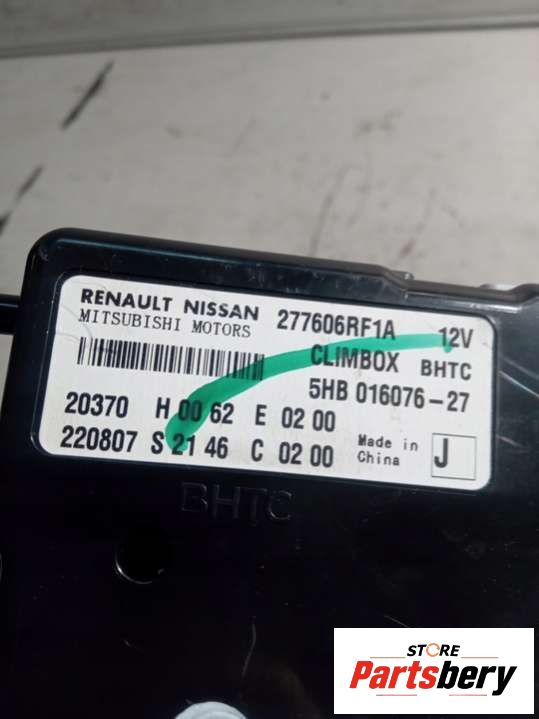 RENAULT NISSAN 277606RF1A 12V
MITSUBISHI MOTORS CLIMBOX BHTC
5HB 016076-27
20370 H 00 62 E 02 00
220807 S 21 46 C 02 00
Made in China
J
BHTC
STORE
Partsbery